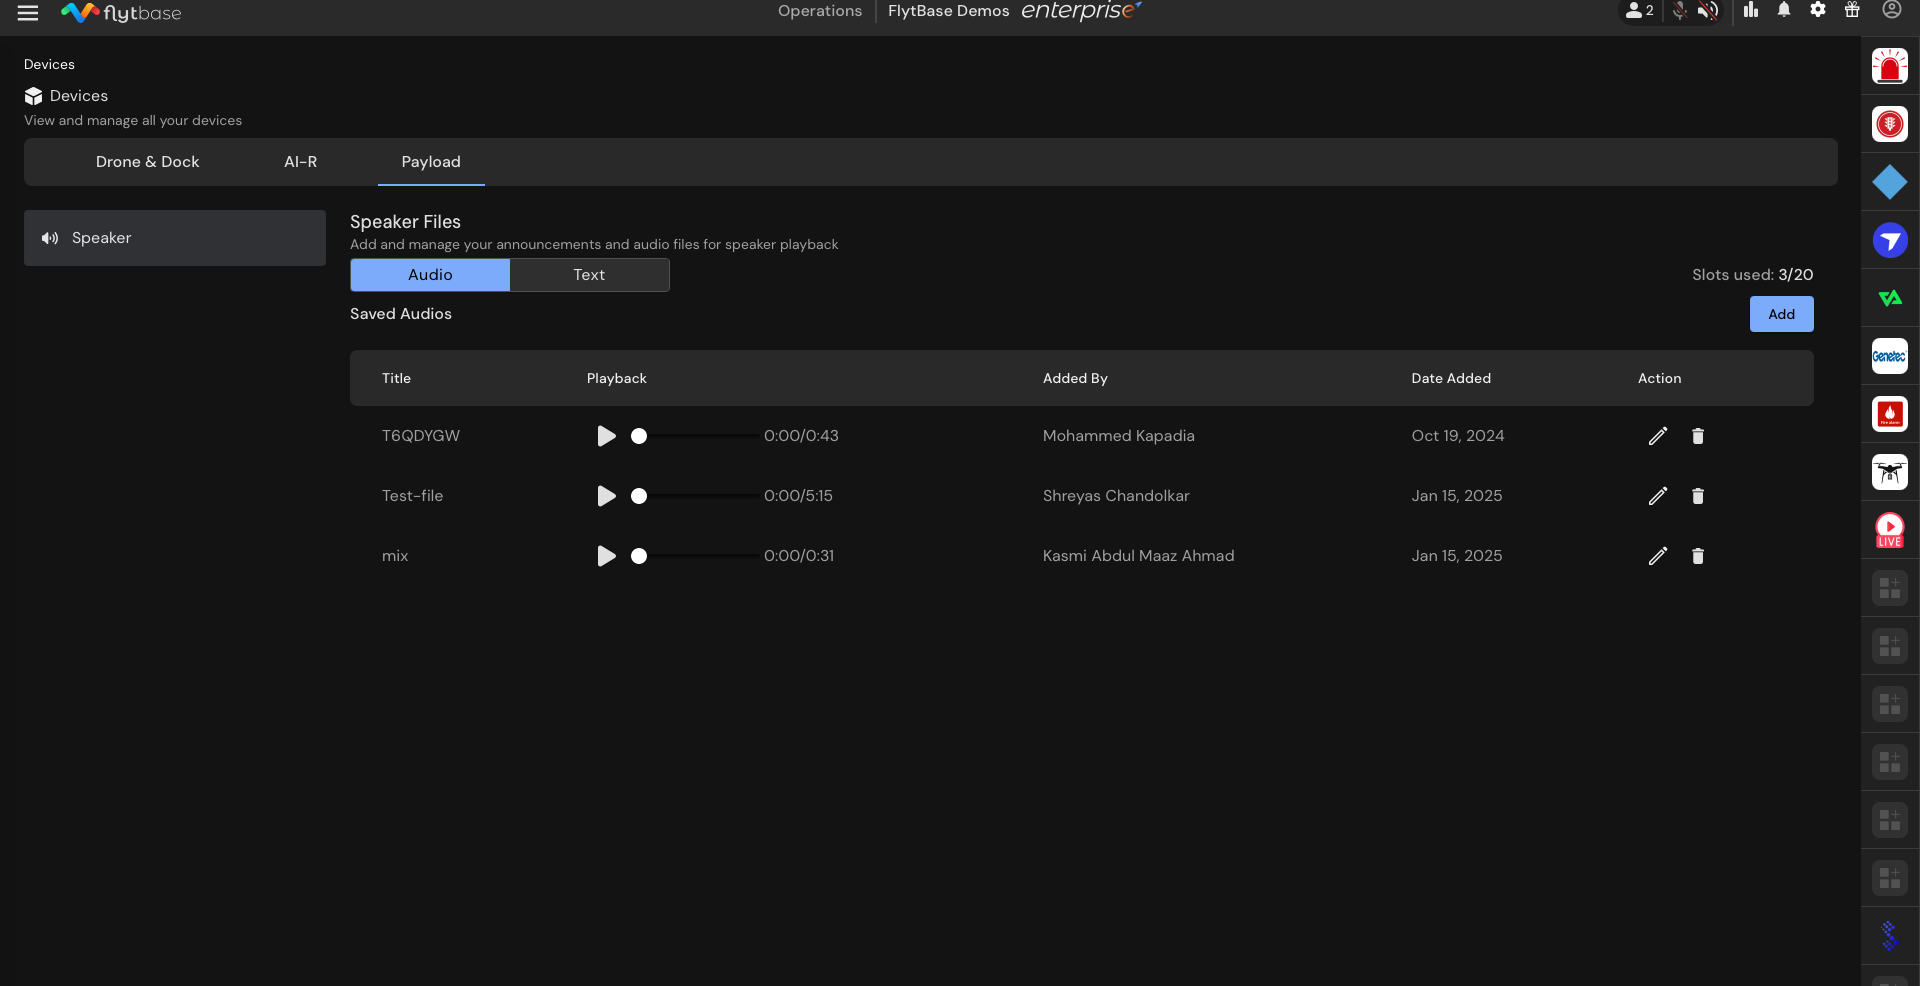 flytbase
Operations
FlytBase Demos enterprise
2
Devices
Devices
View and manage all your devices
Drone & Dock
AI-R
Payload
Speaker
Speaker Files
Add and manage your announcements and audio files for speaker playback
Audio
Text
Slots used: 3/20
Saved Audios
Add
Title Playback Added By Date Added Action
T6QDYGW 0:00/0:43 Mohammed Kapadia Oct 19, 2024
Test-file 0:00/5:15 Shreyas Chandolkar Jan 15, 2025
mix 0:00/0:31 Kasmi Abdul Maaz Ahmad Jan 15, 2025
Genetec
Fire alarm
LIVE